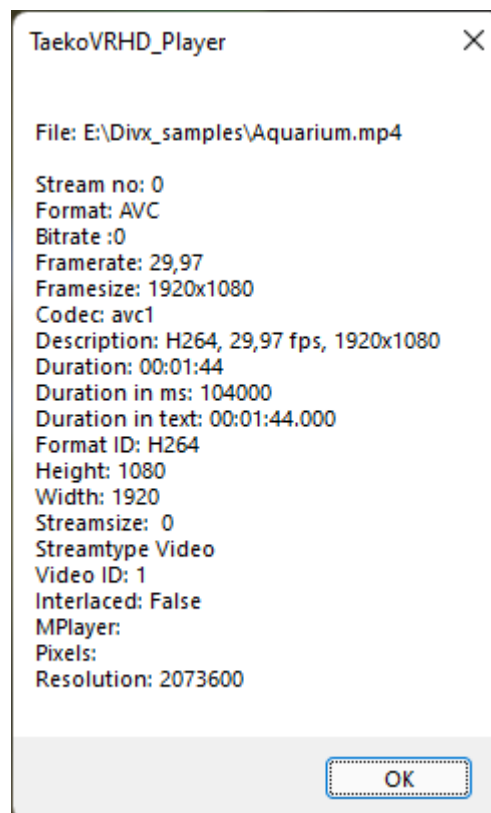 TaekoVRHD_Player
File: E:\Divx_samples\Aquarium.mp4
Stream no: 0
Format: AVC
Bitrate :0
Framerate: 29,97
Framesize: 1920x1080
Codec: avc1
Description: H264, 29,97 fps, 1920x1080
Duration: 00:01:44
Duration in ms: 104000
Duration in text: 00:01:44.000
Format ID: H264
Height: 1080
Width: 1920
Streamsize:  0
Streamtype Video
Video ID: 1
Interlaced: False
MPlayer:
Pixels:
Resolution: 2073600
OK